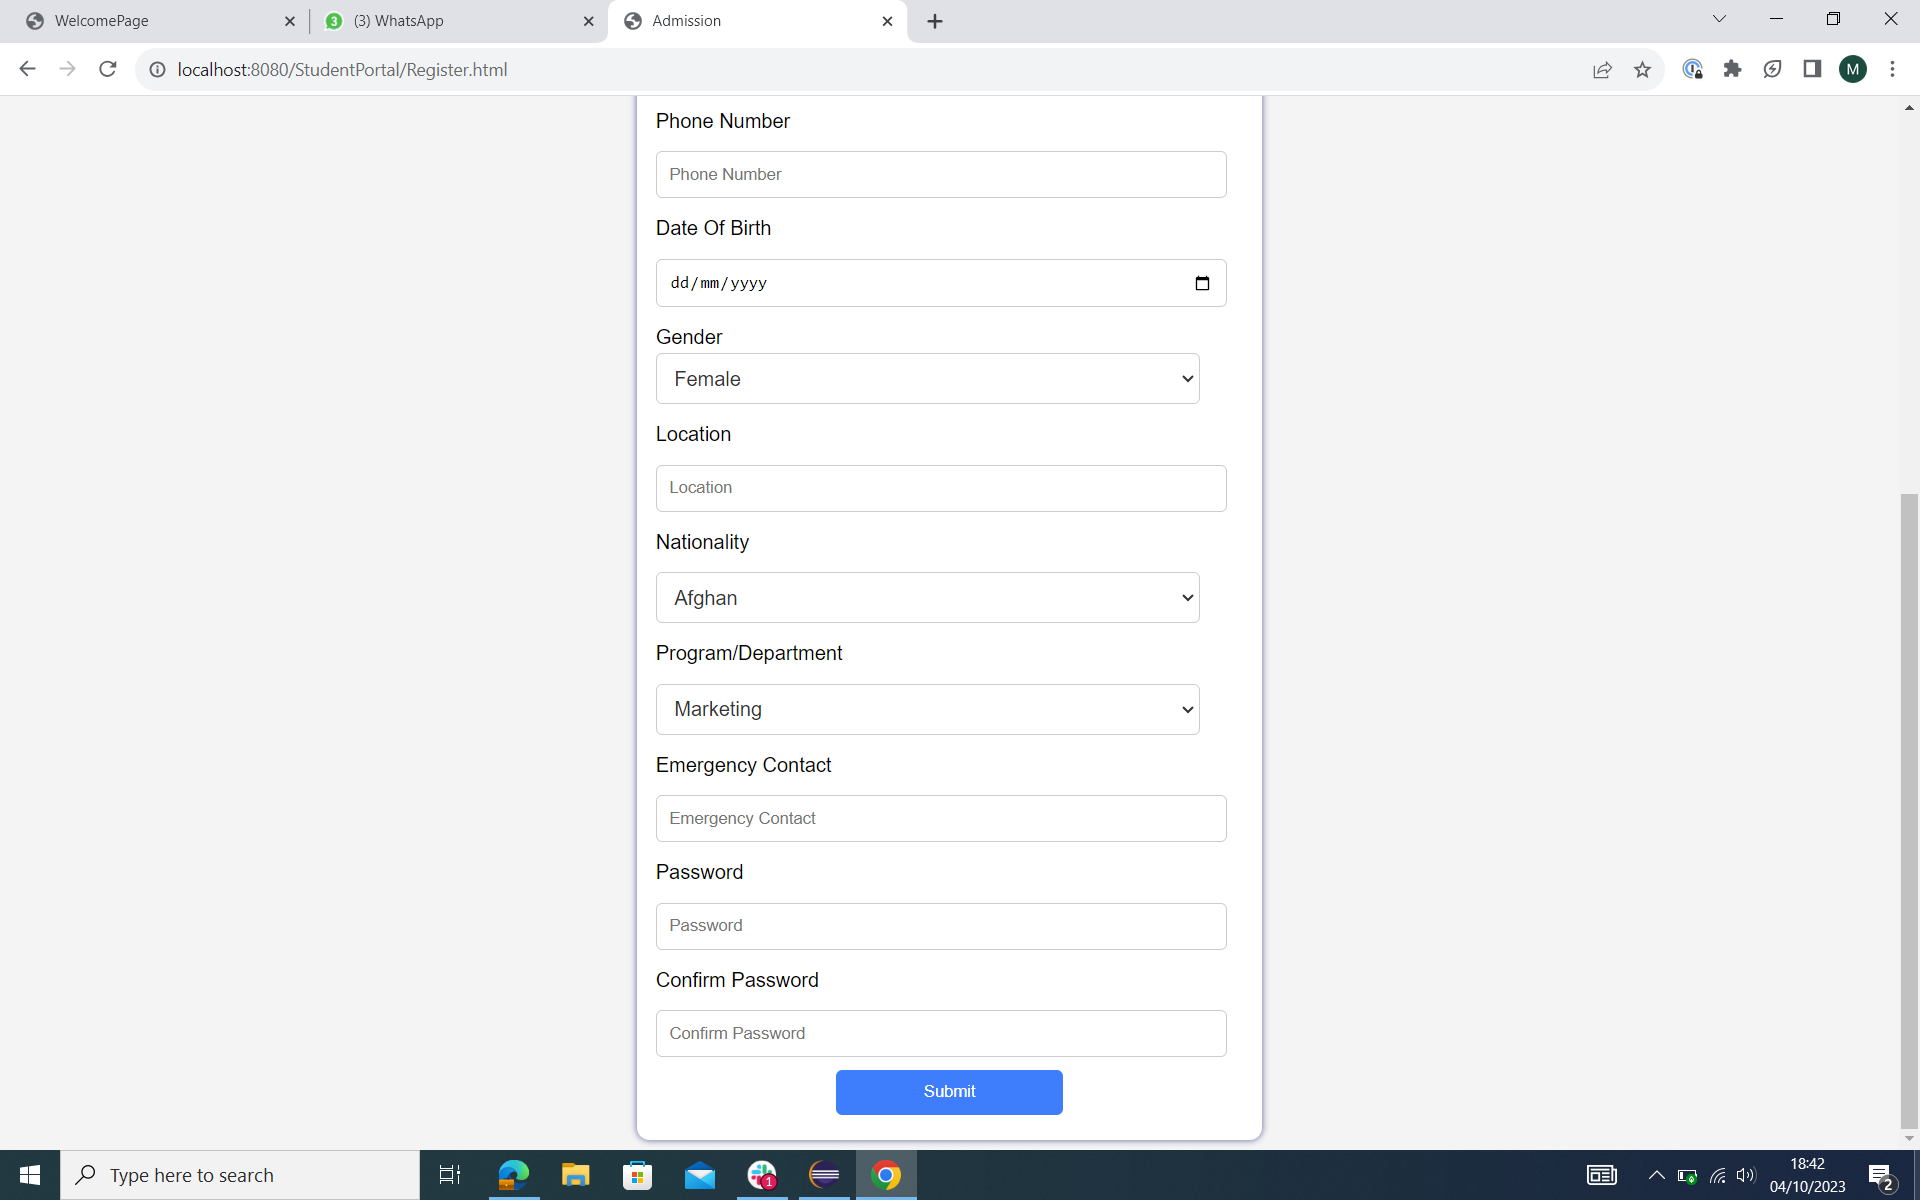 WelcomePage
3 (3) WhatsApp
Admission
localhost:8080/StudentPortal/Register.html
M
Phone Number
Phone Number
Date Of Birth
dd/mm/yyyy
Gender
Female
Location
Location
Nationality
Afghan
Program/Department
Marketing
Emergency Contact
Emergency Contact
Password
Password
Confirm Password
Confirm Password
Submit
Type here to search
1
18:42
04/10/2023
2